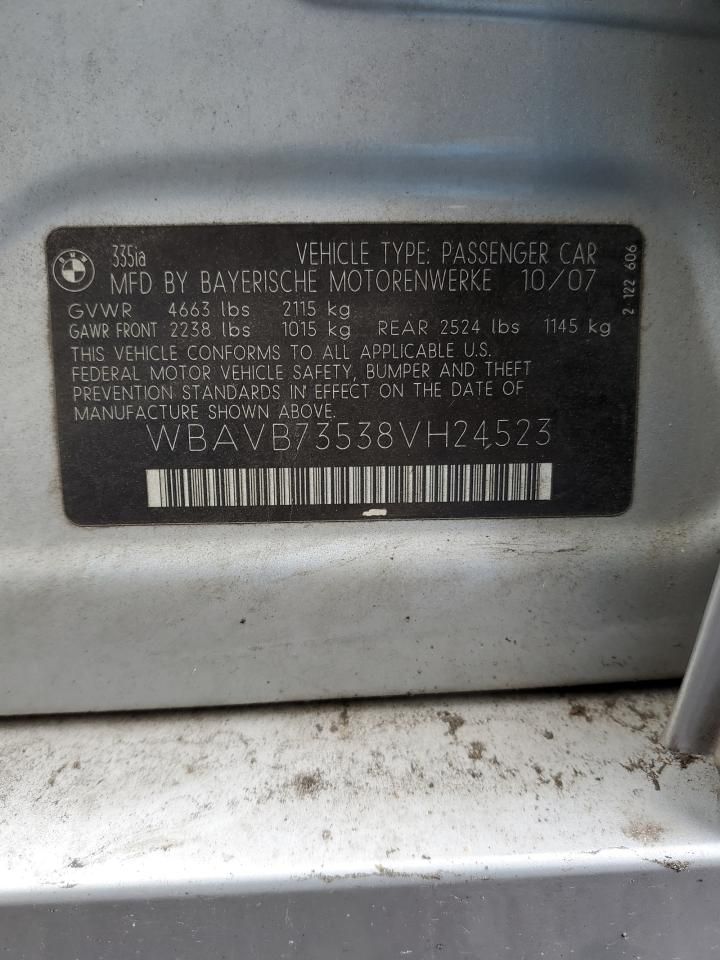 BMW 335ia VEHICLE TYPE: PASSENGER CAR
MFD BY BAYERISCHE MOTORENWERKE 10/07
GVWR 4663 lbs 2115 kg
GAWR FRONT 2238 lbs 1015 kg REAR 2524 lbs 1145 kg
THIS VEHICLE CONFORMS TO ALL APPLICABLE U.S.
FEDERAL MOTOR VEHICLE SAFETY, BUMPER AND THEFT
PREVENTION STANDARDS IN EFFECT ON THE DATE OF
MANUFACTURE SHOWN ABOVE.
WBAVB73538VH24523
2 122 606